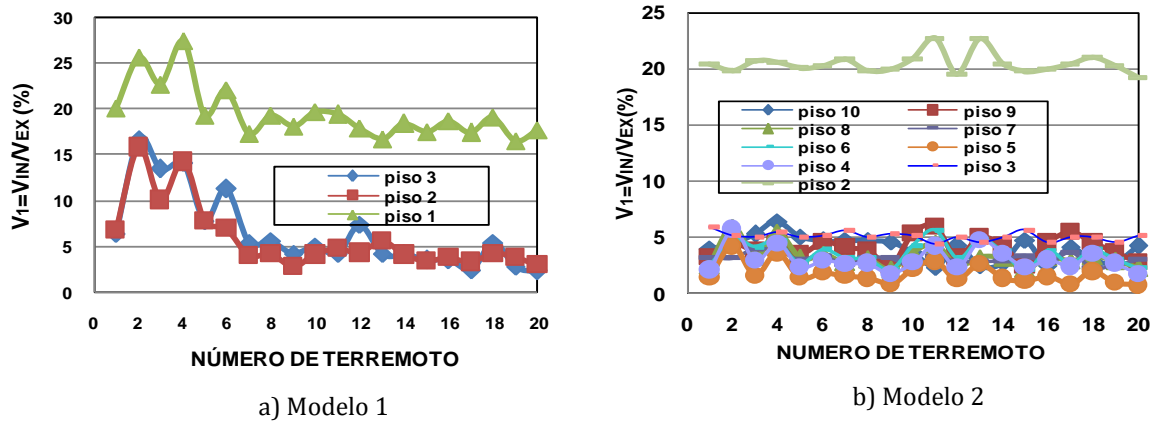 30
25
20
15
10
5
0
V1=VIN/VEX (%)
piso 3
piso 2
piso 1
0 2 4 6 8 10 12 14 16 18 20
NÚMERO DE TERREMOTO
a) Modelo 1
25
20
15
10
5
0
V1=VIN/VEX(%)
piso 10 piso 9
piso 8 piso 7
piso 6 piso 5
piso 4 piso 3
piso 2
0 2 4 6 8 10 12 14 16 18 20
NUMERO DE TERREMOTO
b) Modelo 2